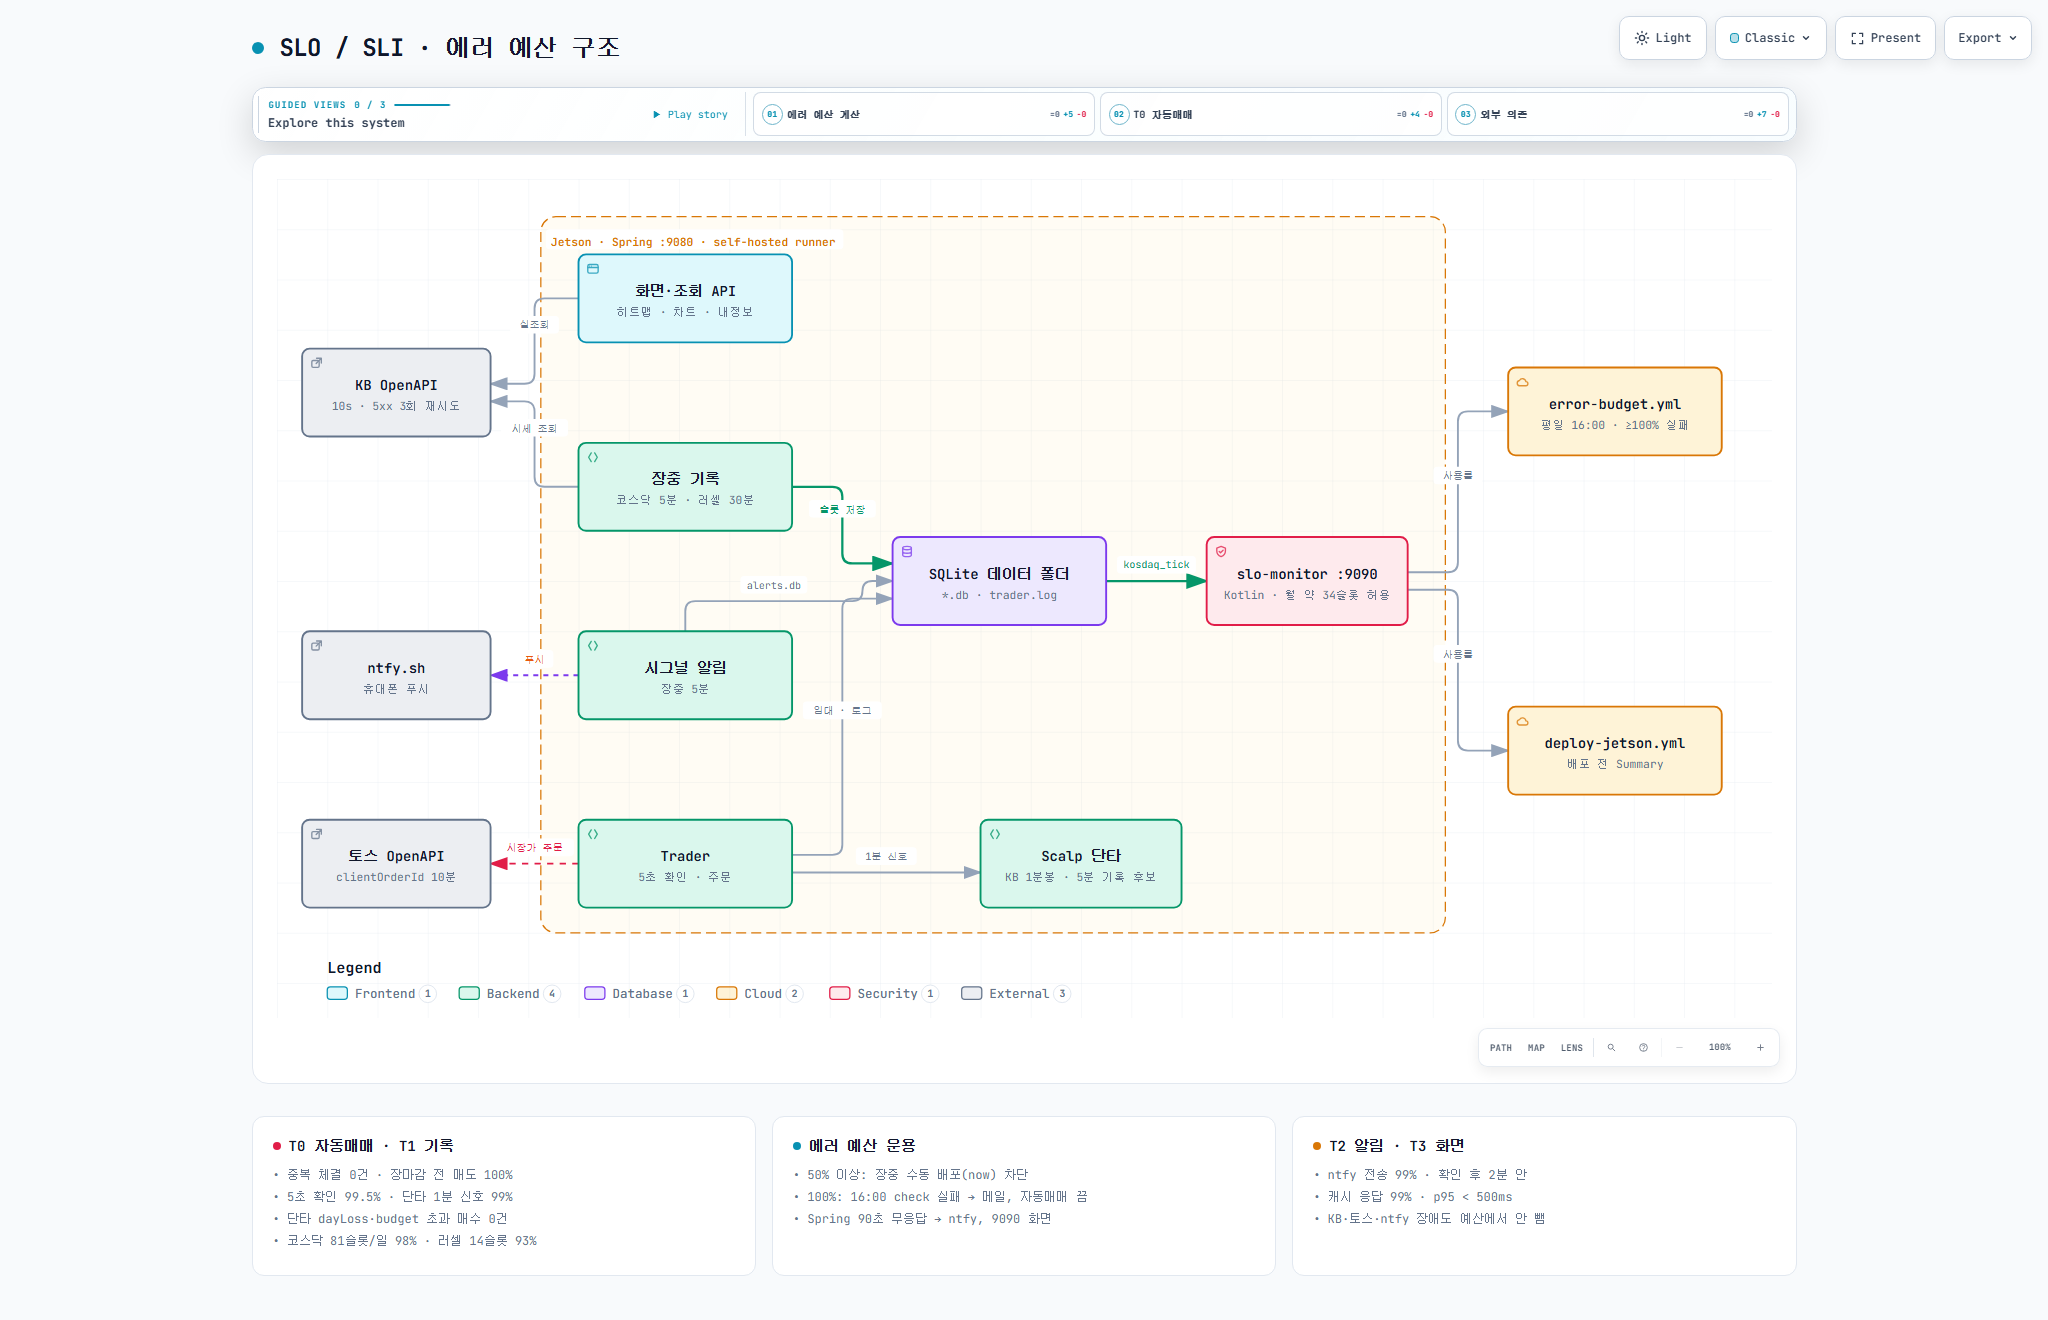 SLO / SLI · 에러 예산 구조
Light
Classic
Present
Export
GUIDED VIEWS 0 / 3
Explore this system
Play story
01 에러 예산 계산 =0 +5 -0
02 T0 자동매매 =0 +4 -0
03 외부 의존 =0 +7 -0
Jetson · Spring :9080 · self-hosted runner
화면·조회 API
히트맵 · 차트 · 내정보
실조회
KB OpenAPI
10s · 5xx 3회 재시도
시세 조회
장중 기록
코스닥 5분 · 러셀 30분
슬롯 저장
error-budget.yml
평일 16:00 · ≥100% 실패
사용률
SQLite 데이터 폴더
*.db · trader.log
kosdaq_tick
slo-monitor :9090
Kotlin · 월 약 34슬롯 허용
alerts.db
ntfy.sh
휴대폰 푸시
푸시
시그널 알림
장중 5분
사용률
임대 · 로그
deploy-jetson.yml
배포 전 Summary
토스 OpenAPI
clientOrderId 10분
시장가 주문
Trader
5초 확인 · 주문
1분 신호
Scalp 단타
KB 1분봉 · 5분 기록 후보
Legend
Frontend 1
Backend 4
Database 1
Cloud 2
Security 1
External 3
PATH MAP LENS 100%
T0 자동매매 · T1 기록
• 중복 체결 0건 · 장마감 전 매도 100%
• 5초 확인 99.5% · 단타 1분 신호 99%
• 단타 dayLoss·budget 초과 매수 0건
• 코스닥 81슬롯/일 98% · 러셀 14슬롯 93%
에러 예산 운용
• 50% 이상: 장중 수동 배포(now) 차단
• 100%: 16:00 check 실패 → 메일, 자동매매 끔
• Spring 90초 무응답 → ntfy, 9090 화면
T2 알림 · T3 화면
• ntfy 전송 99% · 확인 후 2분 안
• 캐시 응답 99% · p95 < 500ms
• KB·토스·ntfy 장애도 예산에서 안 뺌